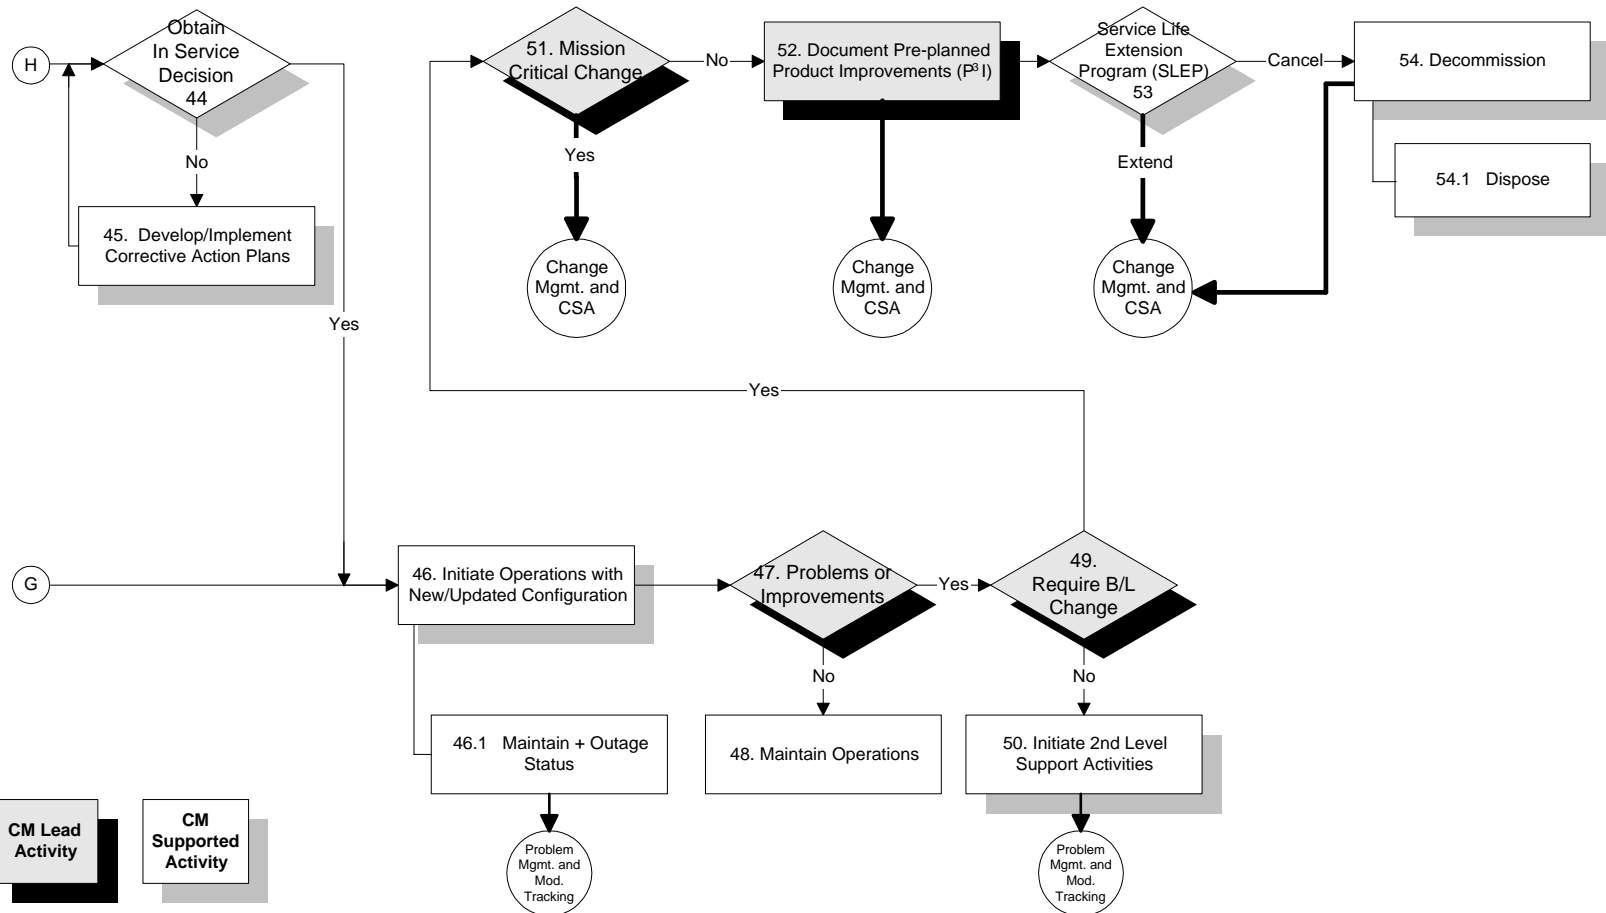 H
Obtain
In Service
Decision
44
No
45. Develop/Implement
Corrective Action Plans
Yes
51. Mission
Critical Change
No
Yes
Change
Mgmt. and
CSA
52. Document Pre-planned
Product Improvements (P³ I)
Change
Mgmt. and
CSA
Service Life
Extension
Program (SLEP)
53
Cancel
Extend
Change
Mgmt. and
CSA
54. Decommission
54.1 Dispose
Yes
G
46. Initiate Operations with
New/Updated Configuration
46.1 Maintain + Outage
Status
Problem
Mgmt. and
Mod.
Tracking
47. Problems or
Improvements
Yes
No
48. Maintain Operations
49.
Require B/L
Change
No
50. Initiate 2nd Level
Support Activities
Problem
Mgmt. and
Mod.
Tracking
CM Lead
Activity
CM
Supported
Activity